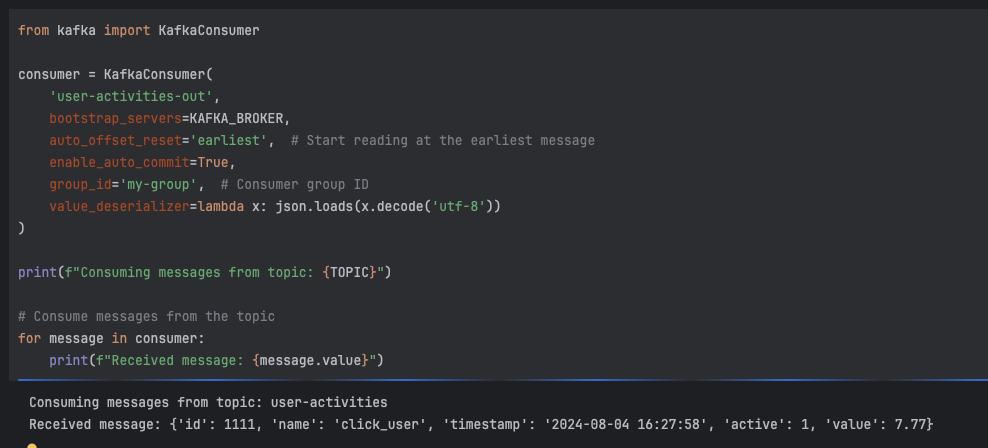 from kafka import KafkaConsumer
consumer = KafkaConsumer(
    'user-activities-out',
    bootstrap_servers=KAFKA_BROKER,
    auto_offset_reset='earliest',  # Start reading at the earliest message
    enable_auto_commit=True,
    group_id='my-group',  # Consumer group ID
    value_deserializer=lambda x: json.loads(x.decode('utf-8'))
)
print(f"Consuming messages from topic: {TOPIC}")
# Consume messages from the topic
for message in consumer:
    print(f"Received message: {message.value}")
Consuming messages from topic: user-activities
Received message: {'id': 1111, 'name': 'click_user', 'timestamp': '2024-08-04 16:27:58', 'active': 1, 'value': 7.77}